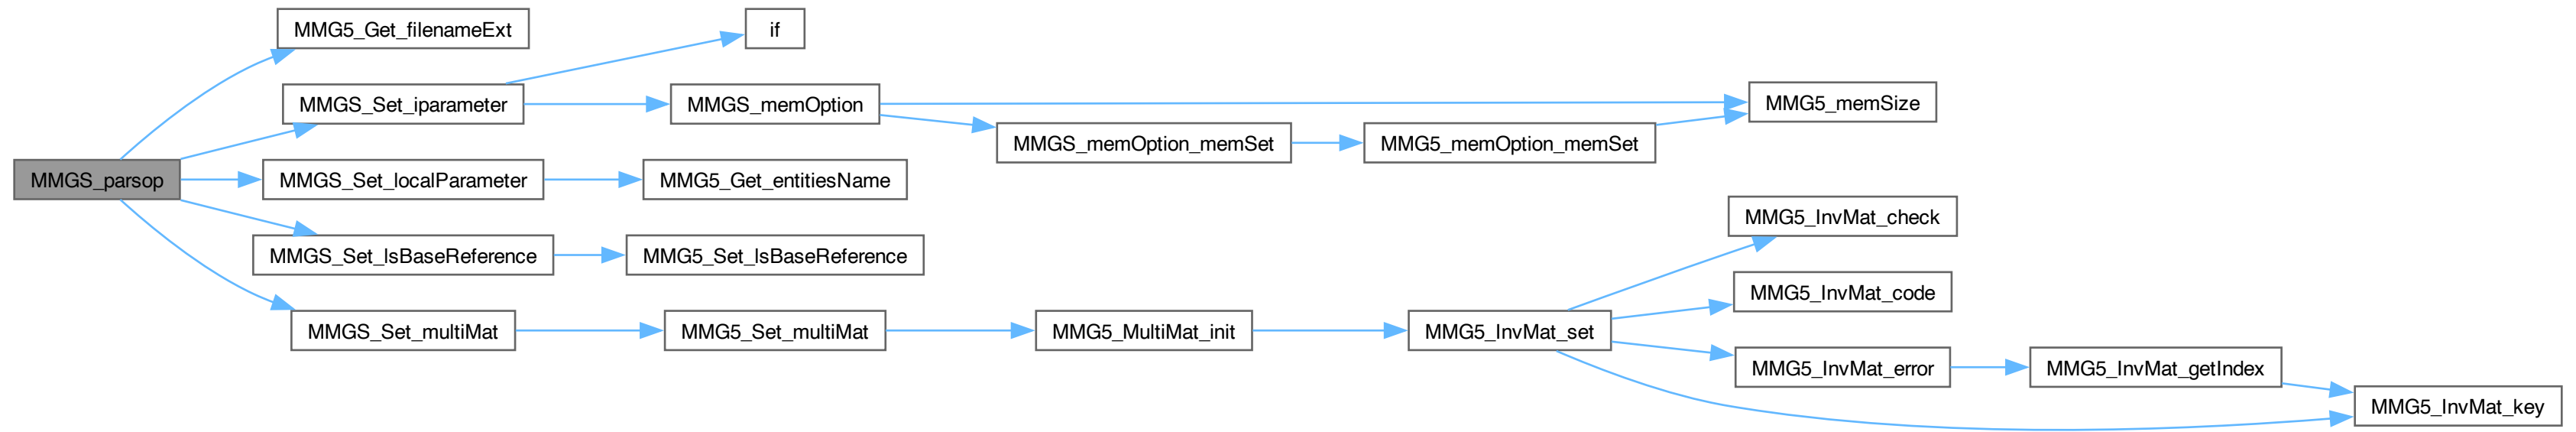 MMG5_Get_filenameExt
if
MMGS_Set_iparameter
MMGS_memOption
MMG5_memSize
MMGS_memOption_memSet
MMG5_memOption_memSet
MMGS_parsop
MMGS_Set_localParameter
MMG5_Get_entitiesName
MMG5_InvMat_check
MMGS_Set_lsBaseReference
MMG5_Set_lsBaseReference
MMG5_InvMat_code
MMGS_Set_multiMat
MMG5_Set_multiMat
MMG5_MultiMat_init
MMG5_InvMat_set
MMG5_InvMat_error
MMG5_InvMat_getIndex
MMG5_InvMat_key